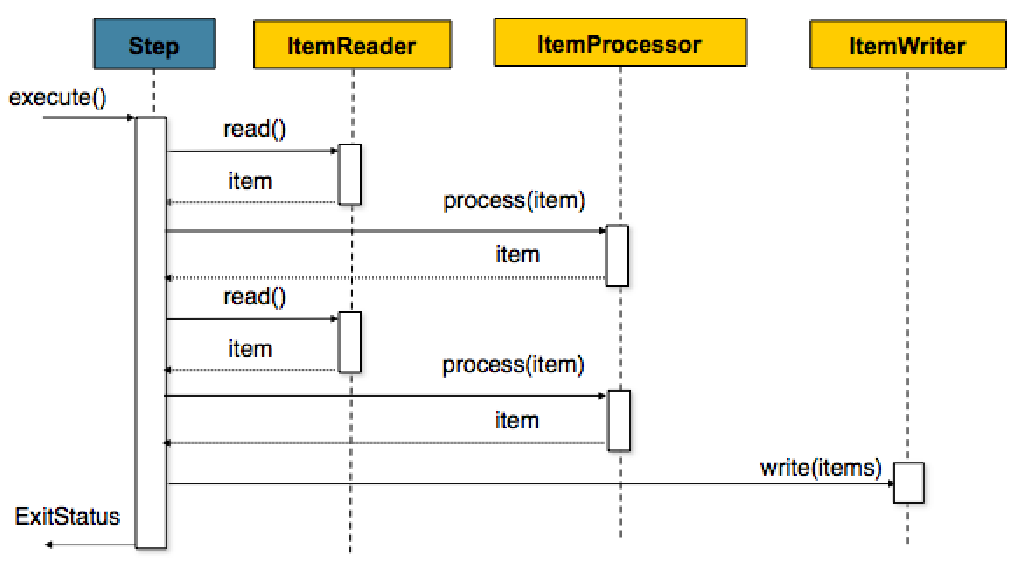 Step
ItemReader
ItemProcessor
ItemWriter
execute()
read()
item
process(item)
item
read()
item
process(item)
item
write(items)
ExitStatus